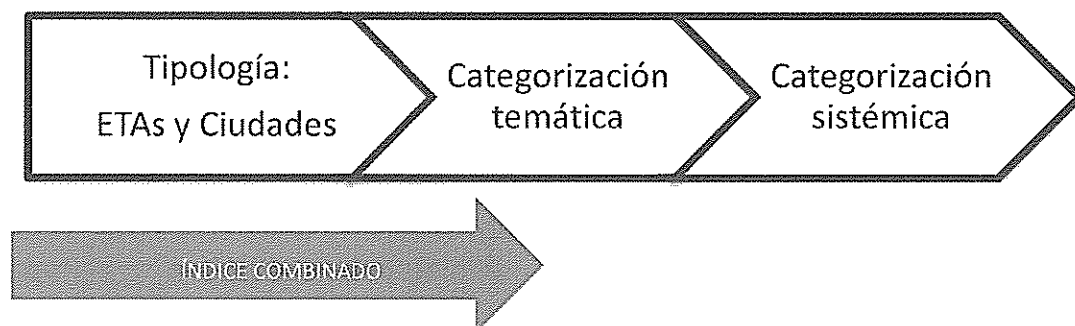 Tipología:
ETAs y Ciudades
Categorización
temática
Categorización
sistémica
ÍNDICE COMBINADO